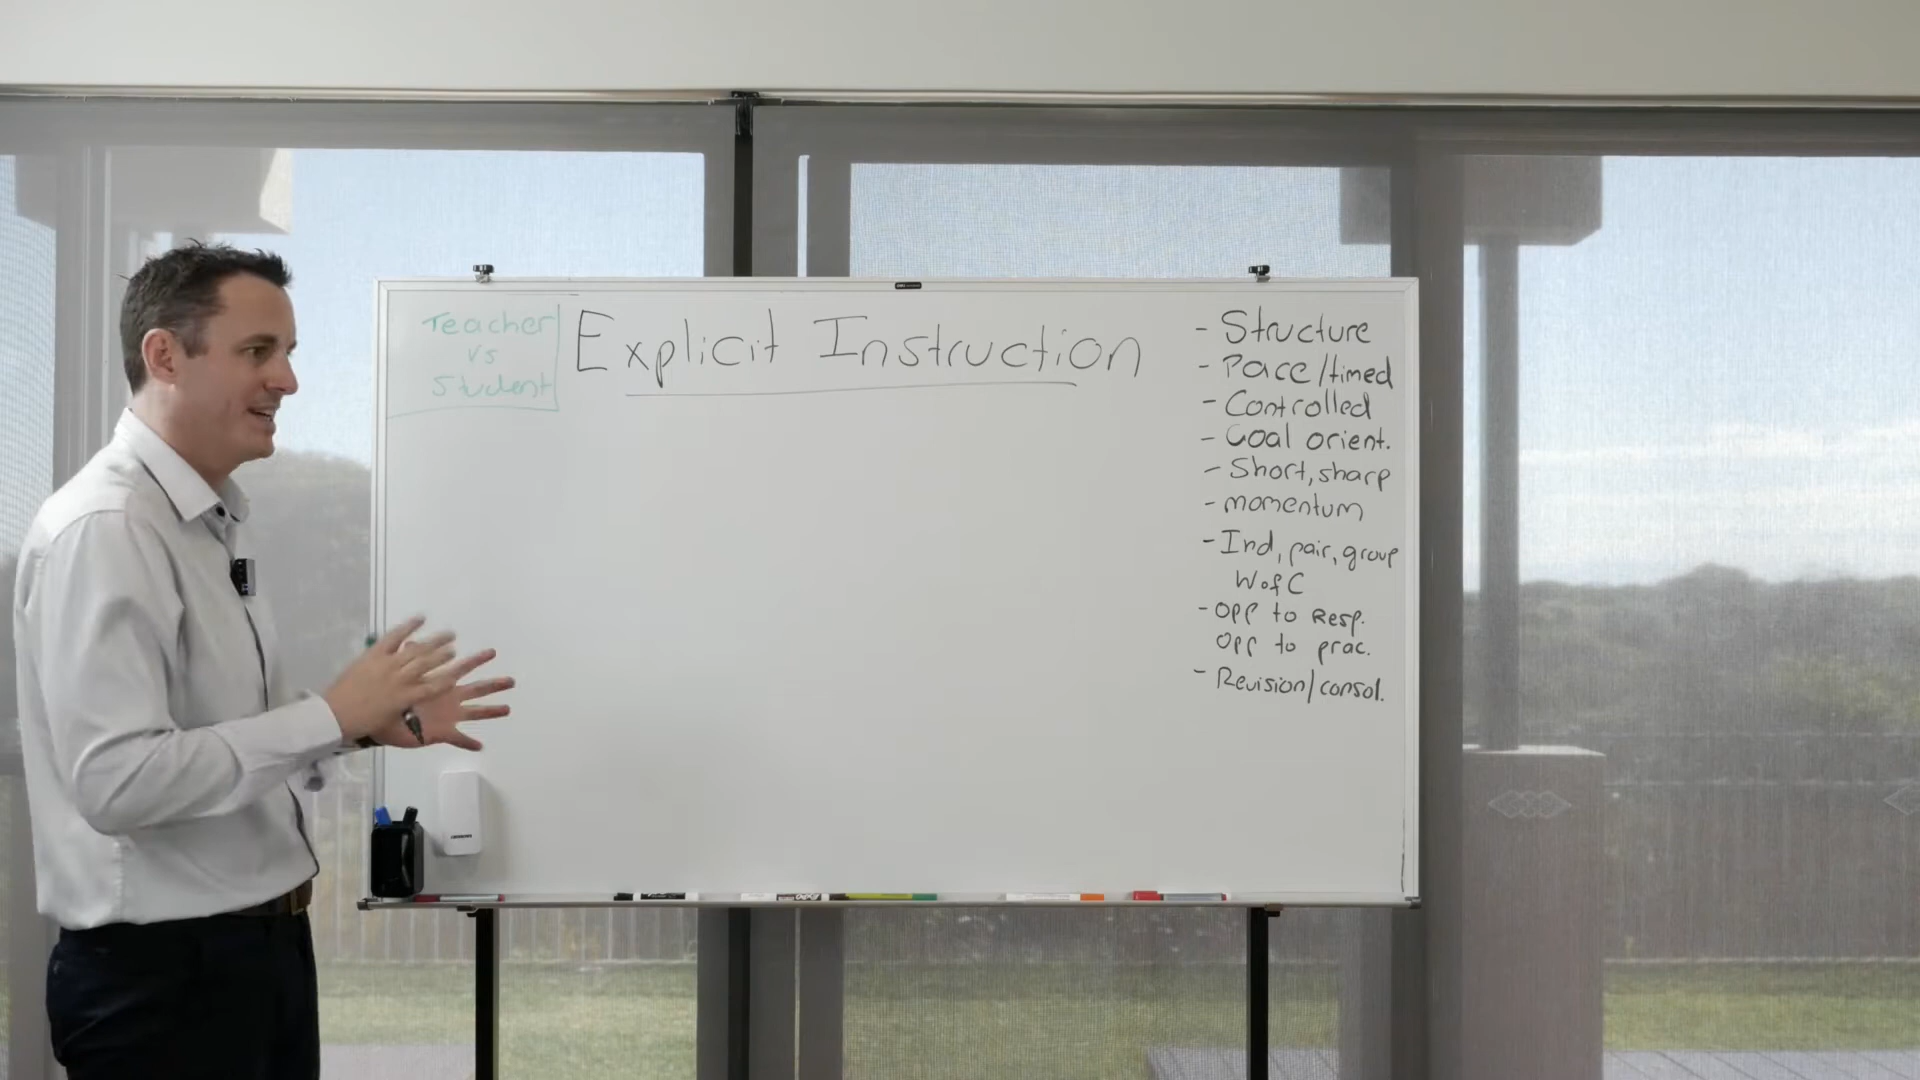 Teacher
vs
Student
Explicit Instruction
- Structure
- Pace/timed
- Controlled
- Goal orient.
- Short, sharp
- momentum
- Ind, pair, group
W of C
- Opp to Resp.
Opp to prac.
- Revision/consol.